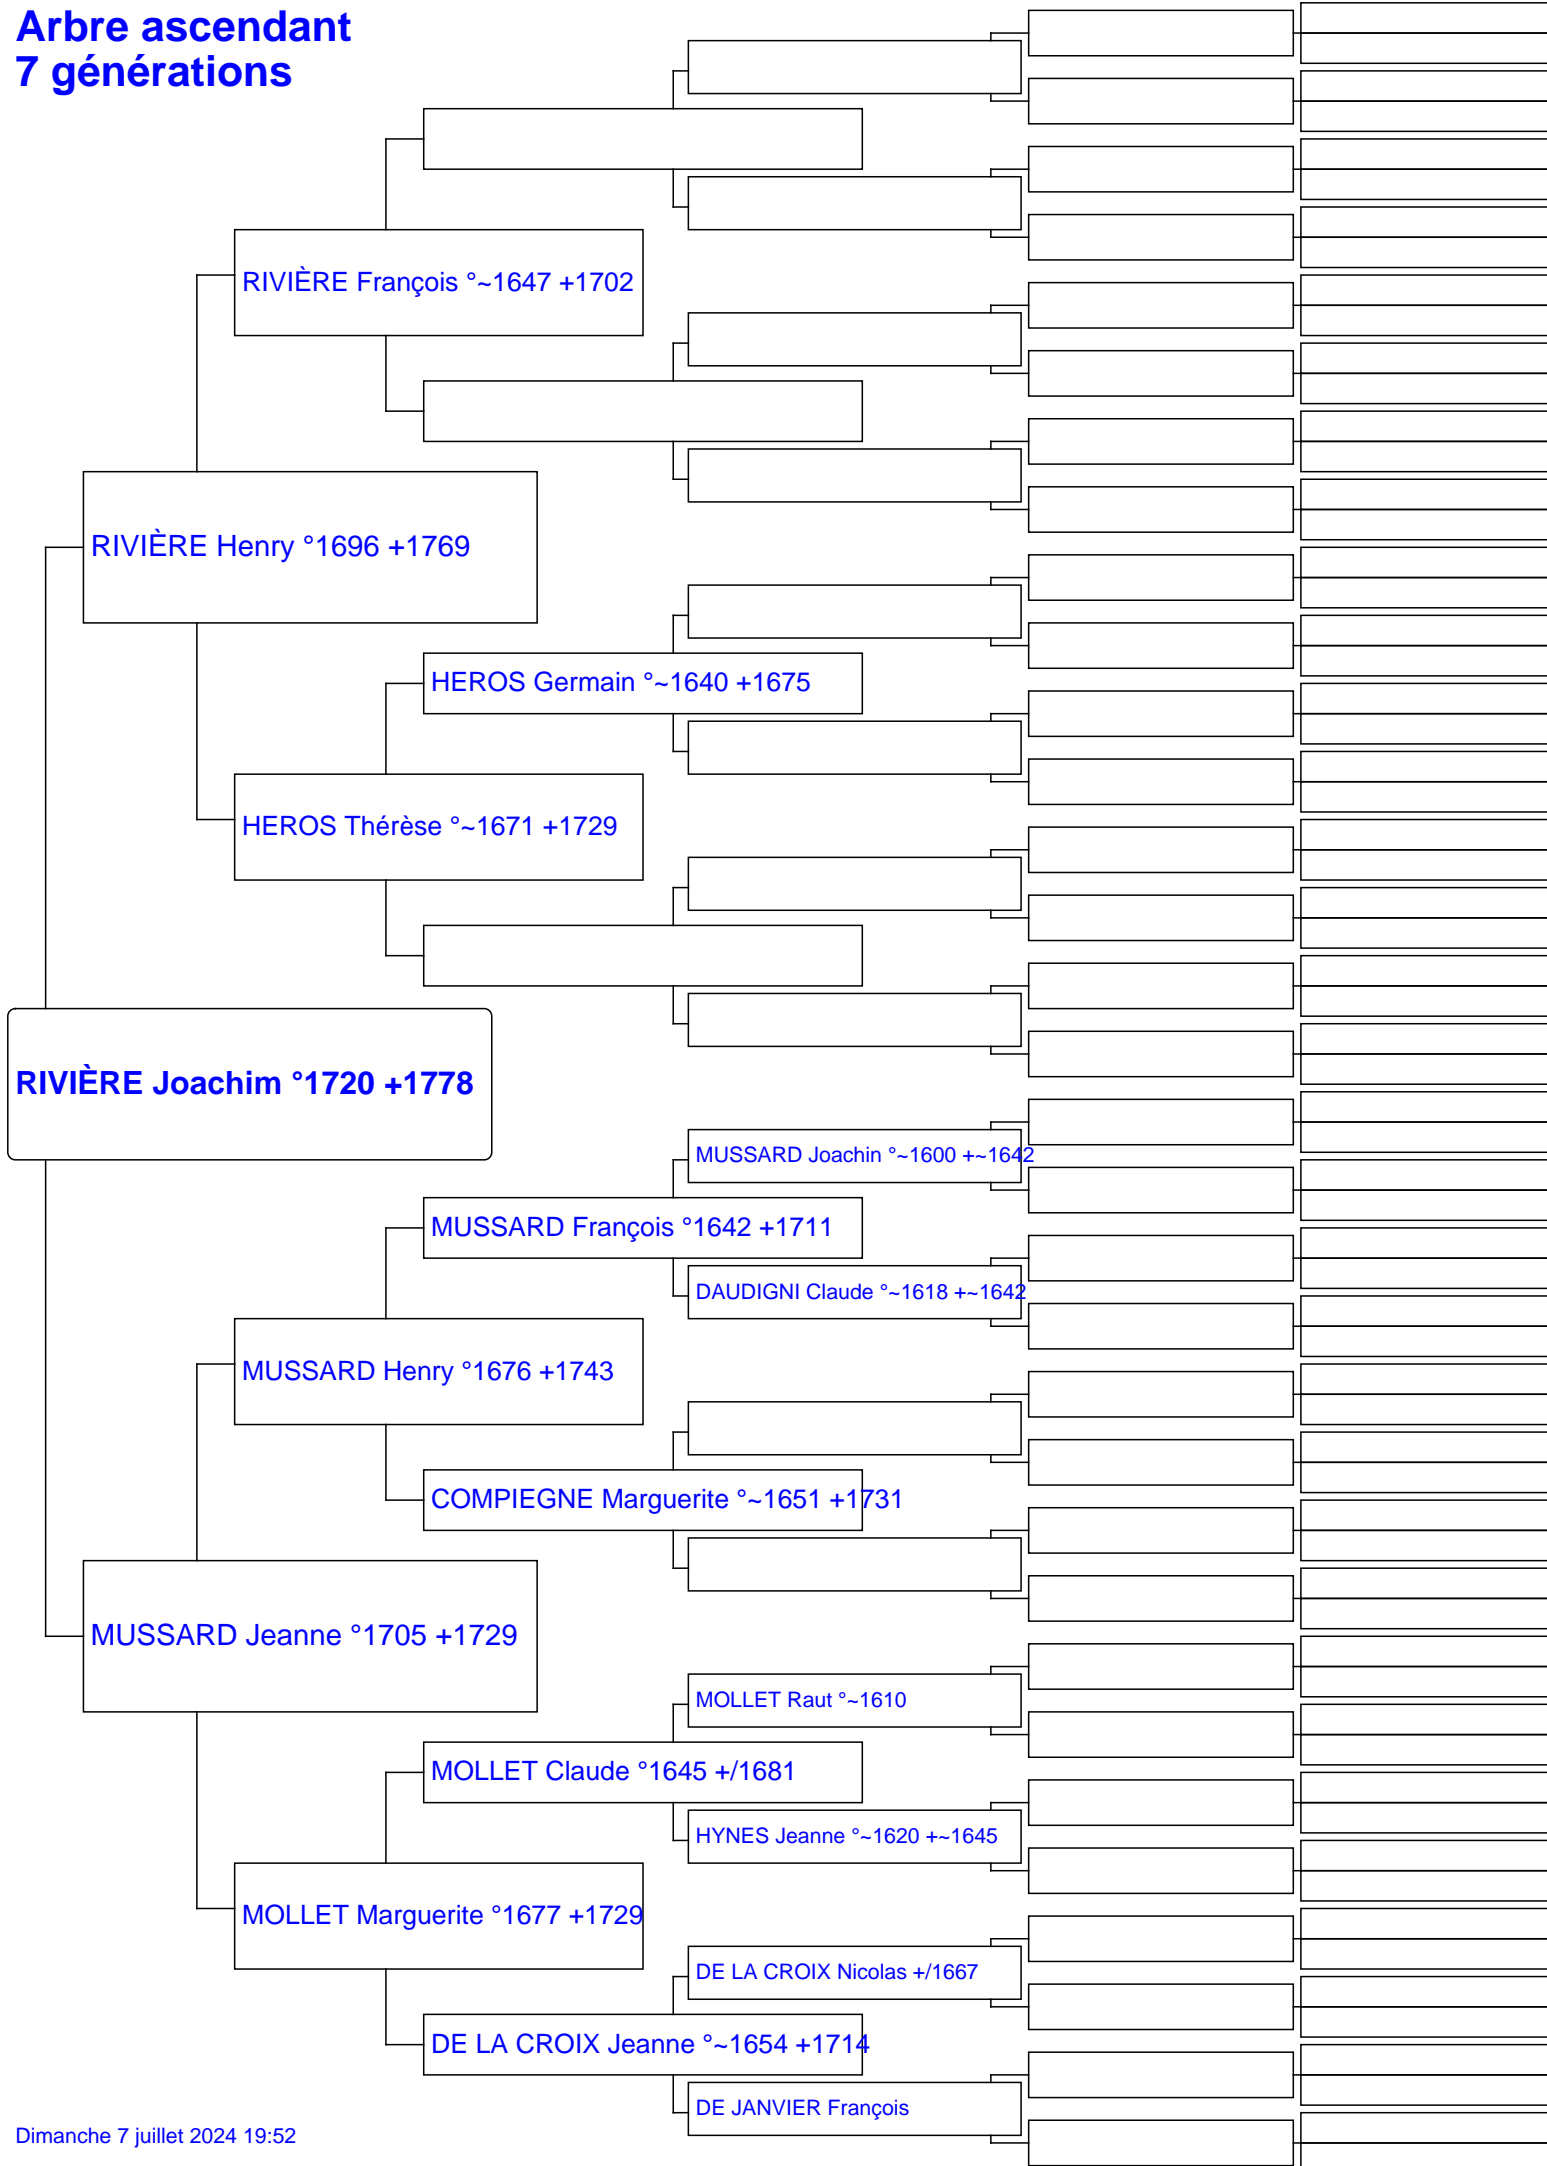 Arbre ascendant
7 générations
RIVIÈRE François °~1647 +1702
RIVIÈRE Henry °1696 +1769
HEROS Germain °~1640 +1675
HEROS Thérèse °~1671 +1729
RIVIÈRE Joachim °1720 +1778
MUSSARD Joachin °~1600 +~1642
MUSSARD François °1642 +1711
DAUDIGNI Claude °~1618 +~1642
MUSSARD Henry °1676 +1743
COMPIEGNE Marguerite °~1651 +1731
MUSSARD Jeanne °1705 +1729
MOLLET Raut °~1610
MOLLET Claude °1645 +/1681
HYNES Jeanne °~1620 +~1645
MOLLET Marguerite °1677 +1729
DE LA CROIX Nicolas +/1667
DE LA CROIX Jeanne °~1654 +1714
DE JANVIER François
Dimanche 7 juillet 2024 19:52